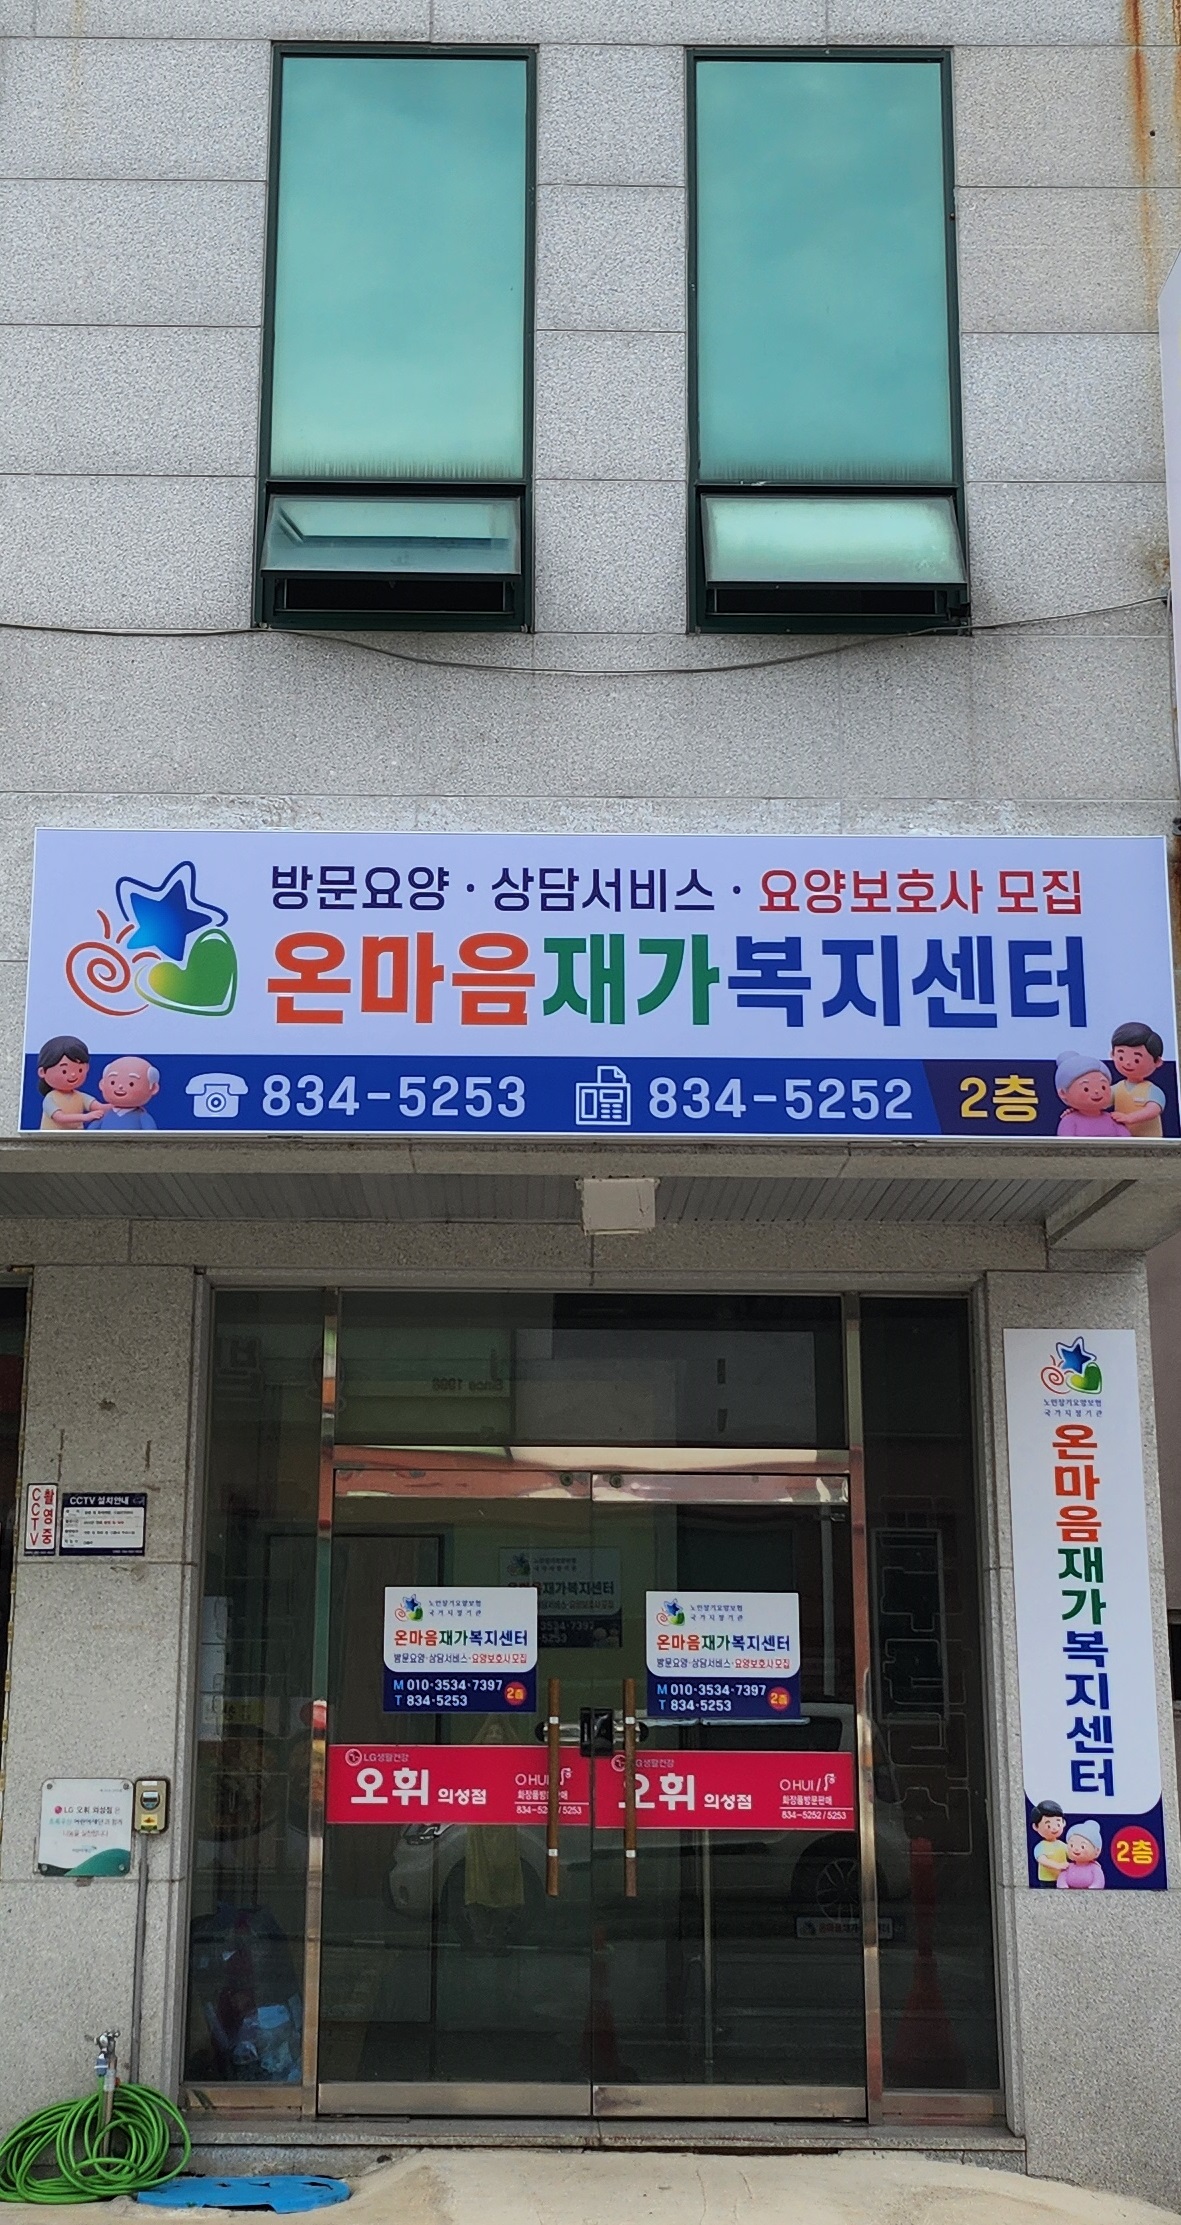 방문요양 · 상담서비스 · 요양보호사 모집
온마음재가복지센터
834-5253
834-5252
2층
노인장기요양보험
국가지정기관
온마음재가복지센터
2층
CCTV
촬영중
CCTV 설치안내
노인장기요양보험
국가지정기관
온마음재가복지센터
방문요양·상담서비스·요양보호사 모집
M 010-3534-7397
T 834-5253
2층
노인장기요양보험
국가지정기관
온마음재가복지센터
방문요양·상담서비스·요양보호사 모집
M 010-3534-7397
T 834-5253
2층
LG생활건강
오휘 의성점
OHUI
834-5252 / 5253
LG생활건강
오휘 의성점
OHUI
화장품방문판매
834-5252 / 5253
LG 오휘 의성점 은